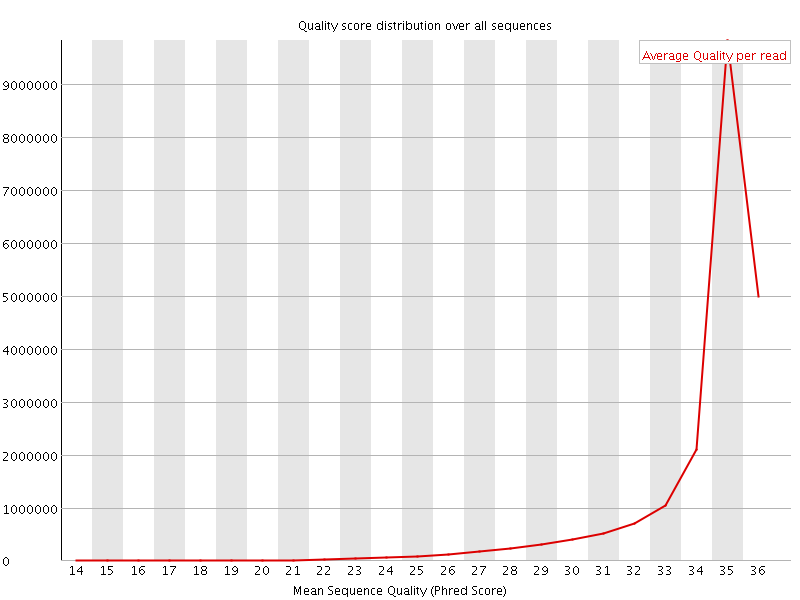 Quality score distribution over all sequences
Average Quality per read
9000000
8000000
7000000
6000000
5000000
4000000
3000000
2000000
1000000
0
14 15 16 17 18 19 20 21 22 23 24 25 26 27 28 29 30 31 32 33 34 35 36
Mean Sequence Quality (Phred Score)